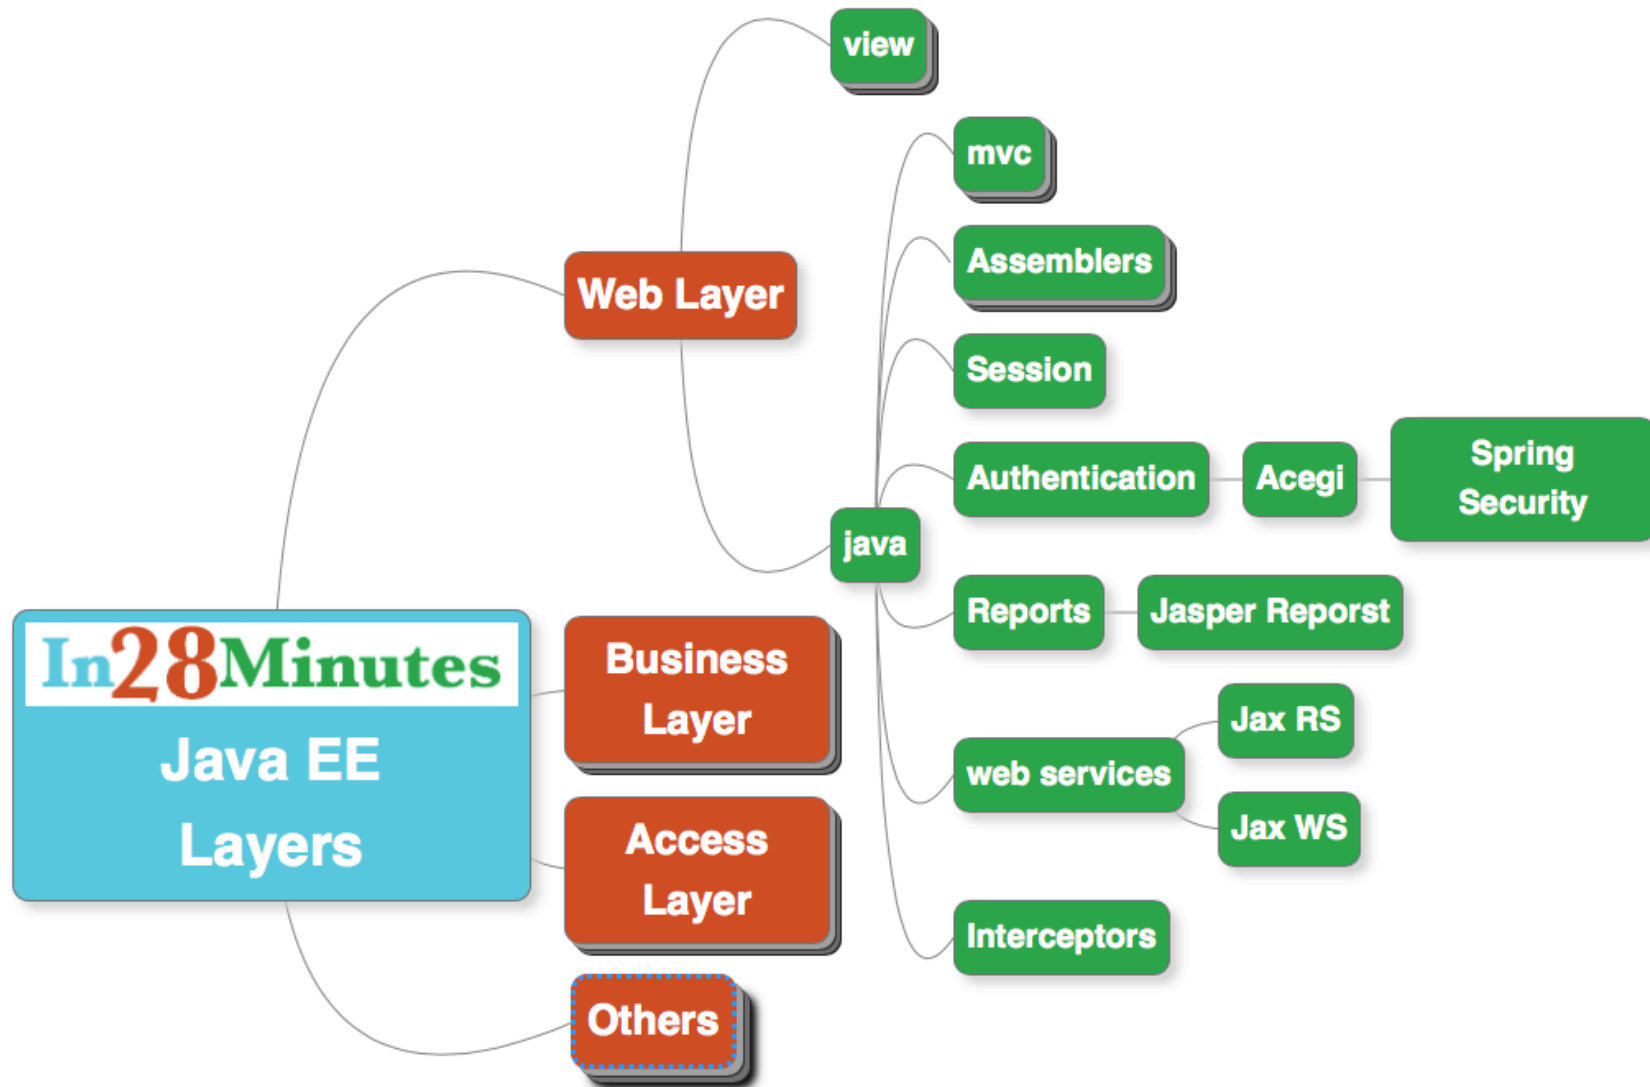 view
mvc
Assemblers
Web Layer
Session
Authentication
Acegi
Spring
Security
java
Reports
Jasper Reporst
In28Minutes
Java EE
Layers
Business
Layer
web services
Jax RS
Jax WS
Access
Layer
Interceptors
Others